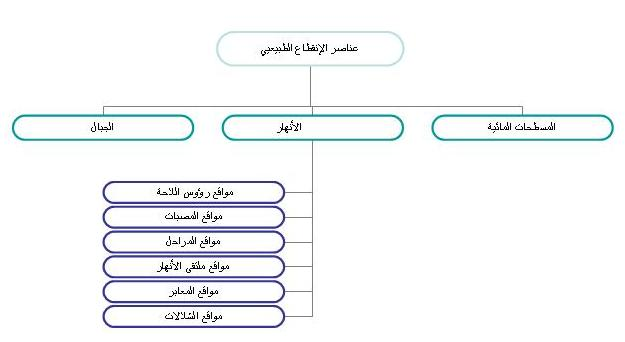 عناصر الإنقطاع الطبيعيي
المسطحات المائية
الأنهار
الجبال
مواقع رؤوس الملاحة
مواقع المصبات
مواقع المراحل
مواقع ملتقى الأنهار
مواقع المعابر
مواقع الشلالات